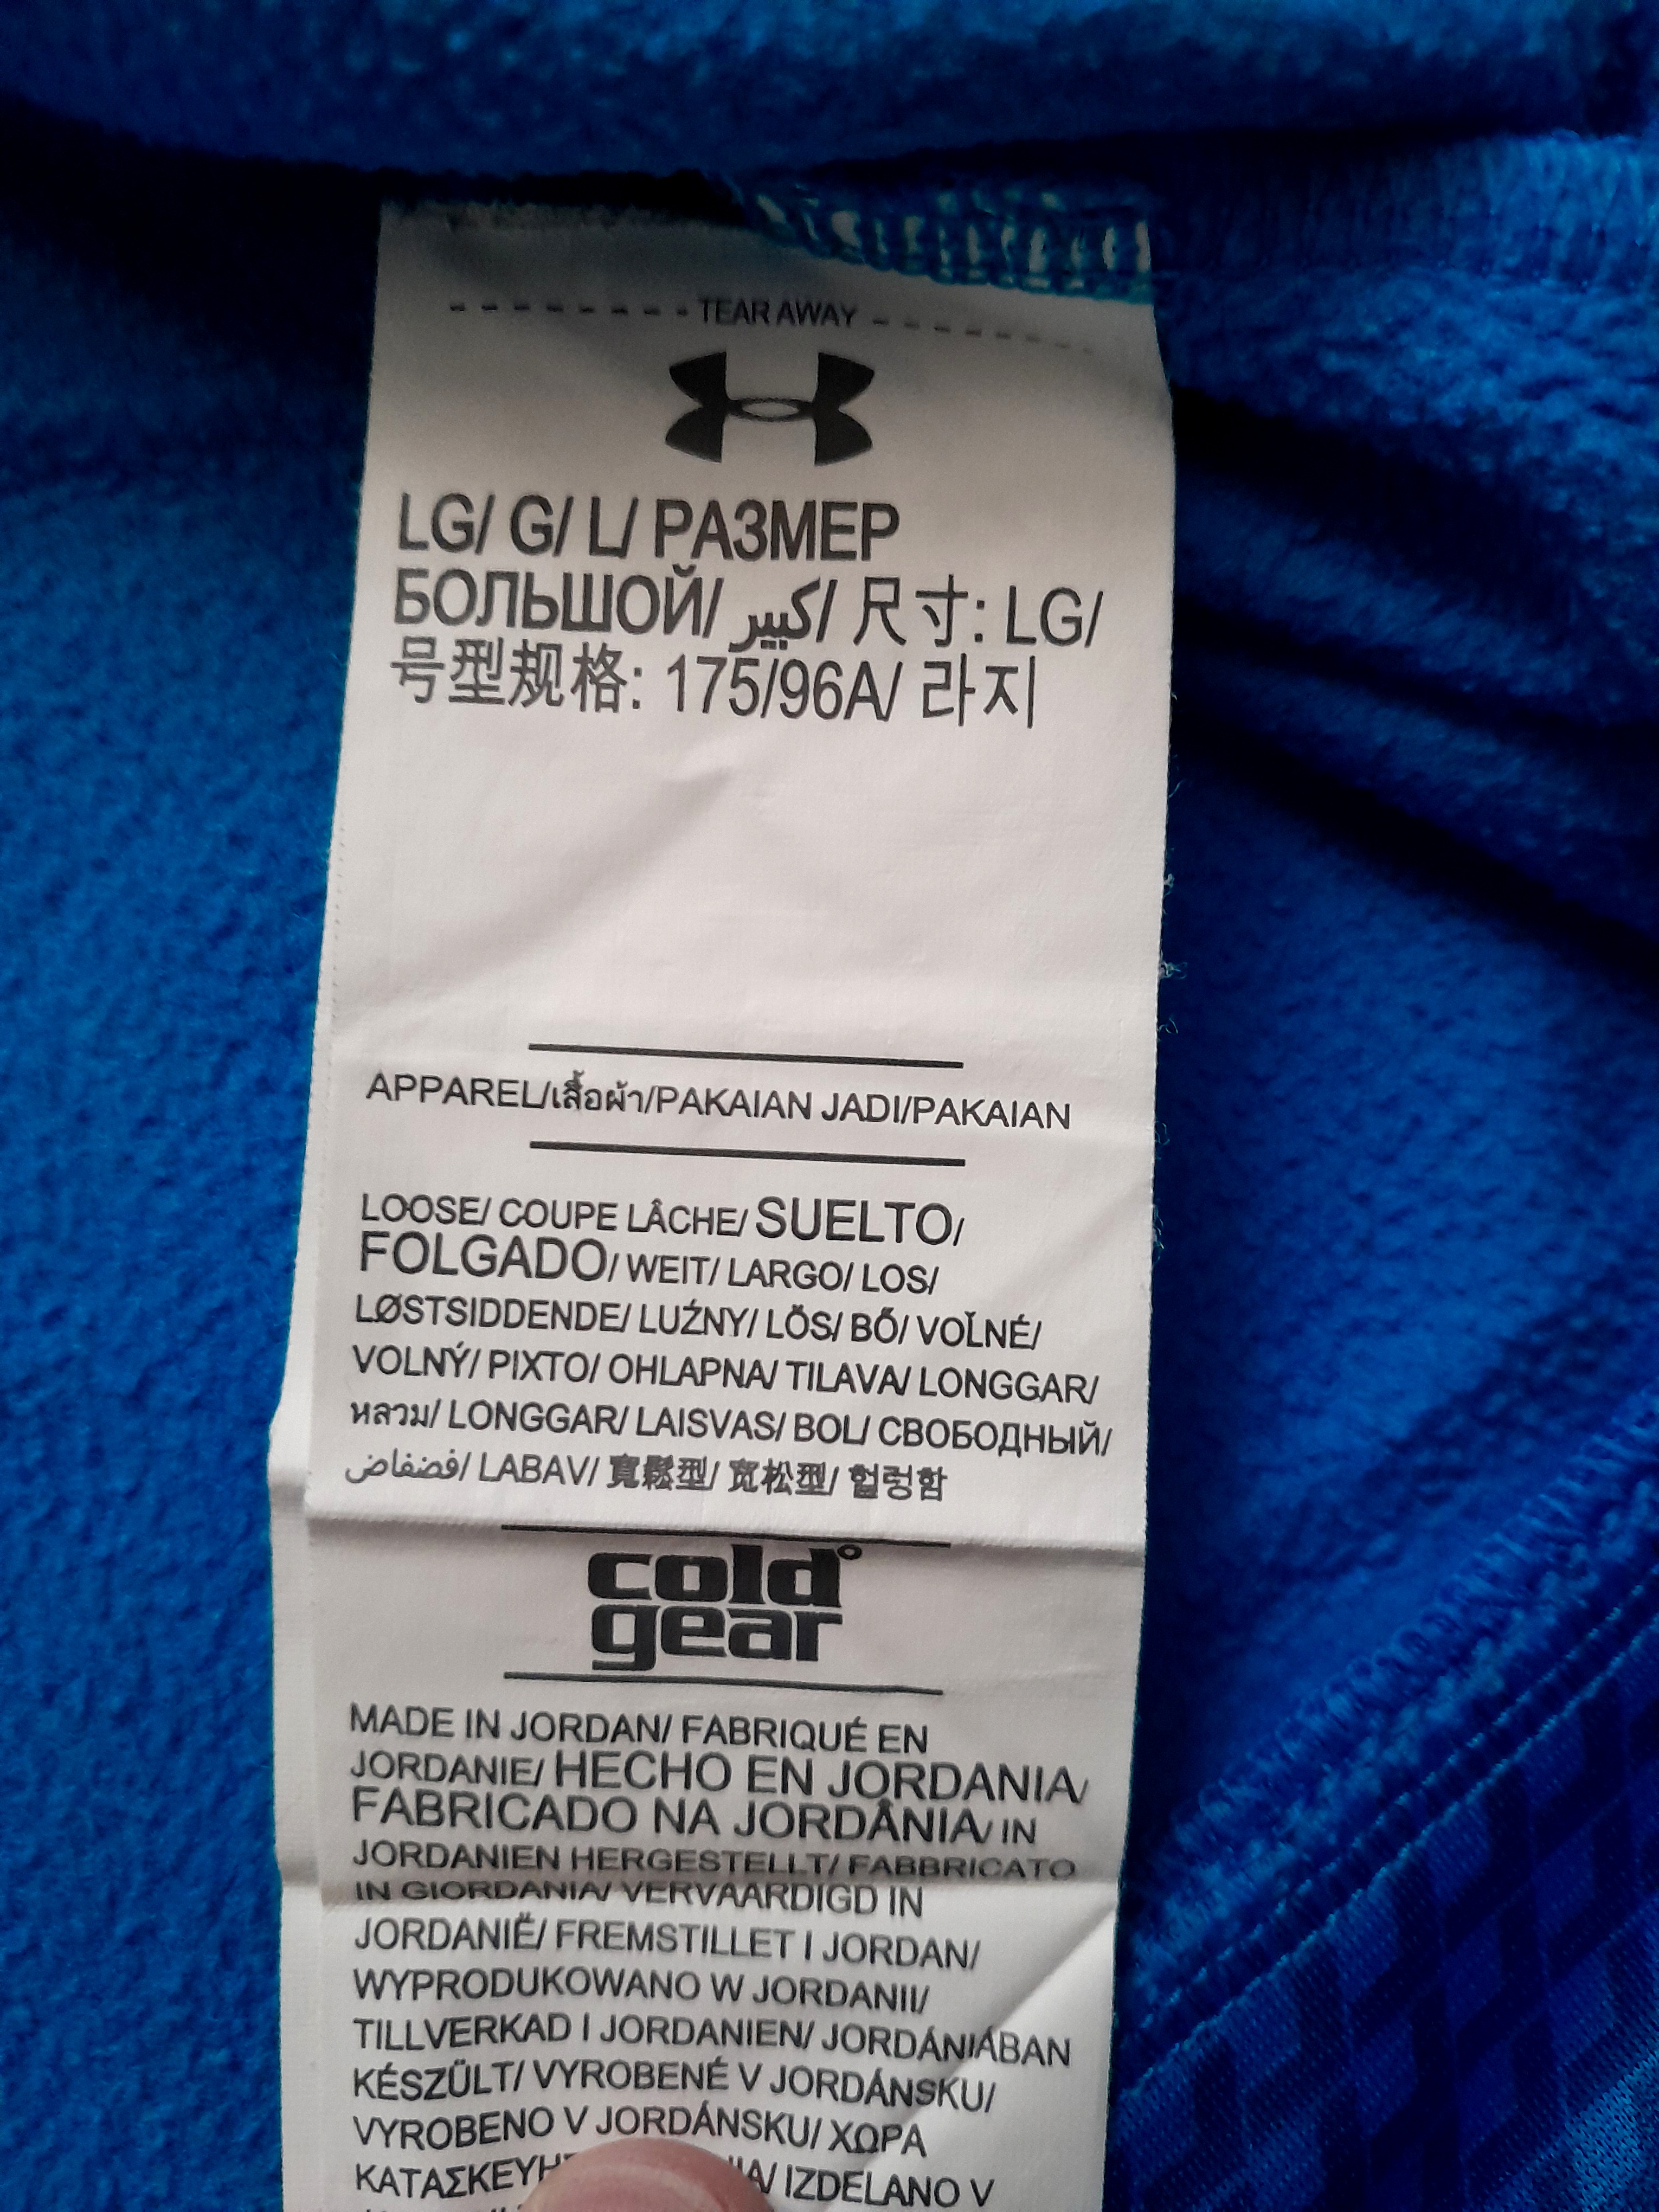 TEAR AWAY
LG/ G/ L/ РАЗМЕР
БОЛЬШОЙ/ كبير/ 尺寸: LG/
号型规格: 175/96A/ 라지
APPAREL/เสื้อผ้า/PAKAIAN JADI/PAKAIAN
LOOSE/ COUPE LÂCHE/ SUELTO/
FOLGADO/ WEIT/ LARGO/ LOS/
LØSTSIDDENDE/ LUŹNY/ LÖS/ BŐ/ VOĽNÉ/
VOLNÝ/ ΡΙΧΤΟ/ OHLAPNA/ TILAVA/ LONGGAR/
หลวม/ LONGGAR/ LAISVAS/ BOL/ СВОБОДНЫЙ/
فضفاض/ LABAV/ 寬鬆型/ 宽松型/ 헐렁함
cold°
gear
MADE IN JORDAN/ FABRIQUÉ EN
JORDANIE/ HECHO EN JORDANIA/
FABRICADO NA JORDÂNIA/ IN
JORDANIEN HERGESTELLT/ FABBRICATO
IN GIORDANIA/ VERVAARDIGD IN
JORDANIË/ FREMSTILLET I JORDAN/
WYPRODUKOWANO W JORDANII/
TILLVERKAD I JORDANIEN/ JORDÁNIÁBAN
KÉSZÜLT/ VYROBENÉ V JORDÁNSKU/
VYROBENO V JORDÁNSKU/ ΧΩΡΑ
IZDELANO V